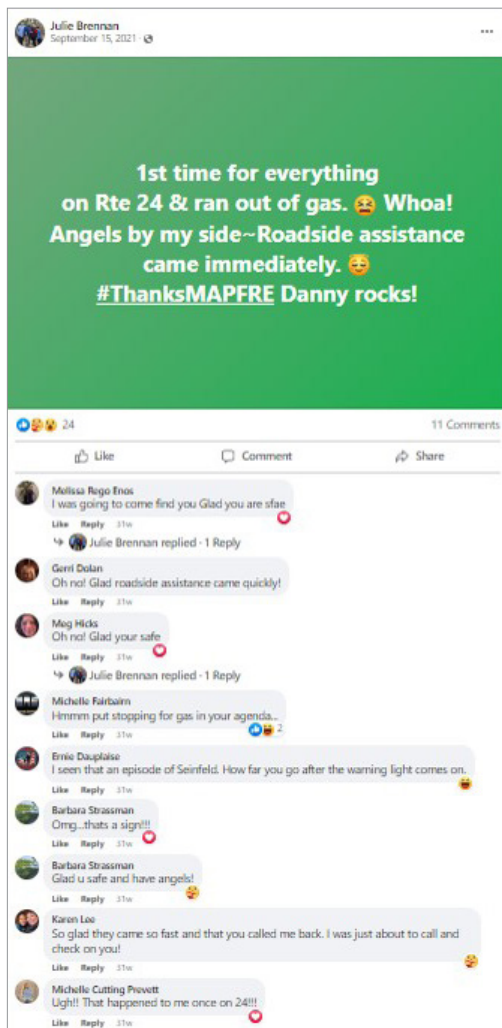 Julie Brennan
September 15, 2021 ·
1st time for everything
on Rte 24 & ran out of gas. 😫 Whoa!
Angels by my side~Roadside assistance
came immediately. 😌
#ThanksMAPFRE Danny rocks!
24
11 Comments
Like Comment Share
Melissa Rego Enos
I was going to come find you Glad you are sfae
Like Reply 31w
Julie Brennan replied · 1 Reply
Gerri Dolan
Oh no! Glad roadside assistance came quickly!
Like Reply 31w
Meg Hicks
Oh no! Glad your safe
Like Reply 31w
Julie Brennan replied · 1 Reply
Michelle Fairbairn
Hmmm put stopping for gas in your agenda...
2
Like Reply 31w
Ernie Dauplaise
I seen that an episode of Seinfeld. How far you go after the warning light comes on.
Like Reply 31w
Barbara Strassman
Omg...thats a sign!!!
Like Reply 31w
Barbara Strassman
Glad u safe and have angels!
Like Reply 31w
Karen Lee
So glad they came so fast and that you called me back. I was just about to call and
check on you!
Like Reply 31w
Michelle Cutting Prevett
Ugh!! That happened to me once on 24!!!
Like Reply 31w